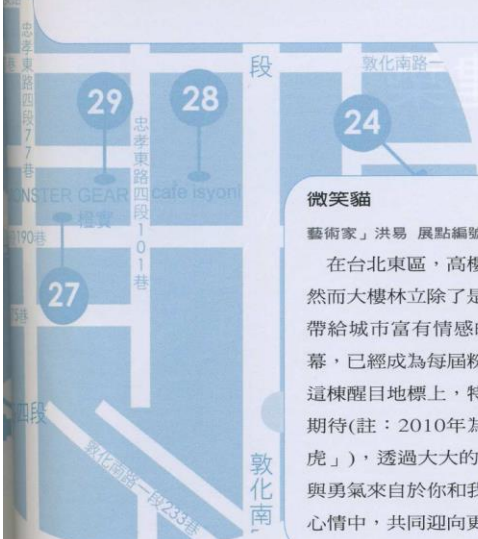 忠孝東路四段77巷
29
28
段
敦化南路一
24
忠孝東路四段101巷
NSTER GEAR
cafe isyoni
檔賓
190巷
27
四段
敦化南路一段233巷
敦化南
微笑貓
藝術家」洪易 展點編號
在台北東區，高樓
然而大樓林立除了是
帶給城市富有情感的
幕，已經成為每屆粉
這棟醒目地標上，特
期待(註：2010年為
虎」)，透過大大的
與勇氣來自於你和我
心情中，共同迎向更